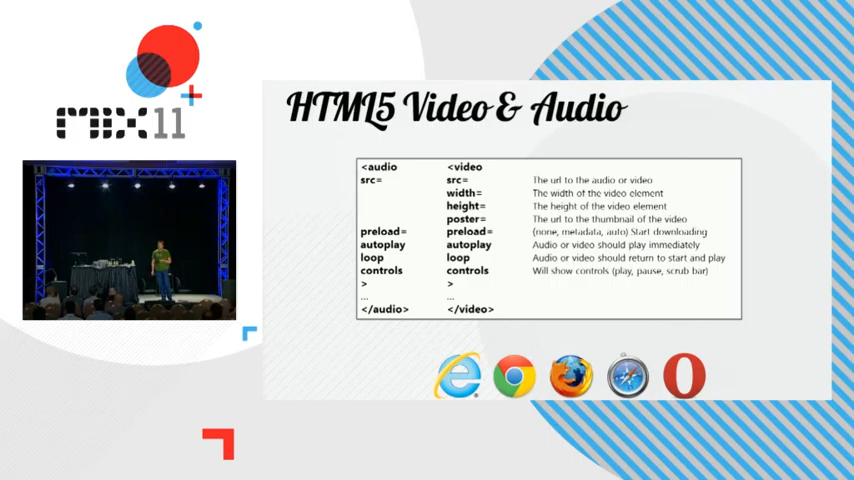 MIX11
HTML5 Video & Audio
<audio <video
src= src= The url to the audio or video
width= The width of the video element
height= The height of the video element
poster= The url to the thumbnail of the video
preload= preload= (none, metadata, auto) Start downloading
autoplay autoplay Audio or video should play immediately
loop loop Audio or video should return to start and play
controls controls Will show controls (play, pause, scrub bar)
> >
... ...
</audio> </video>